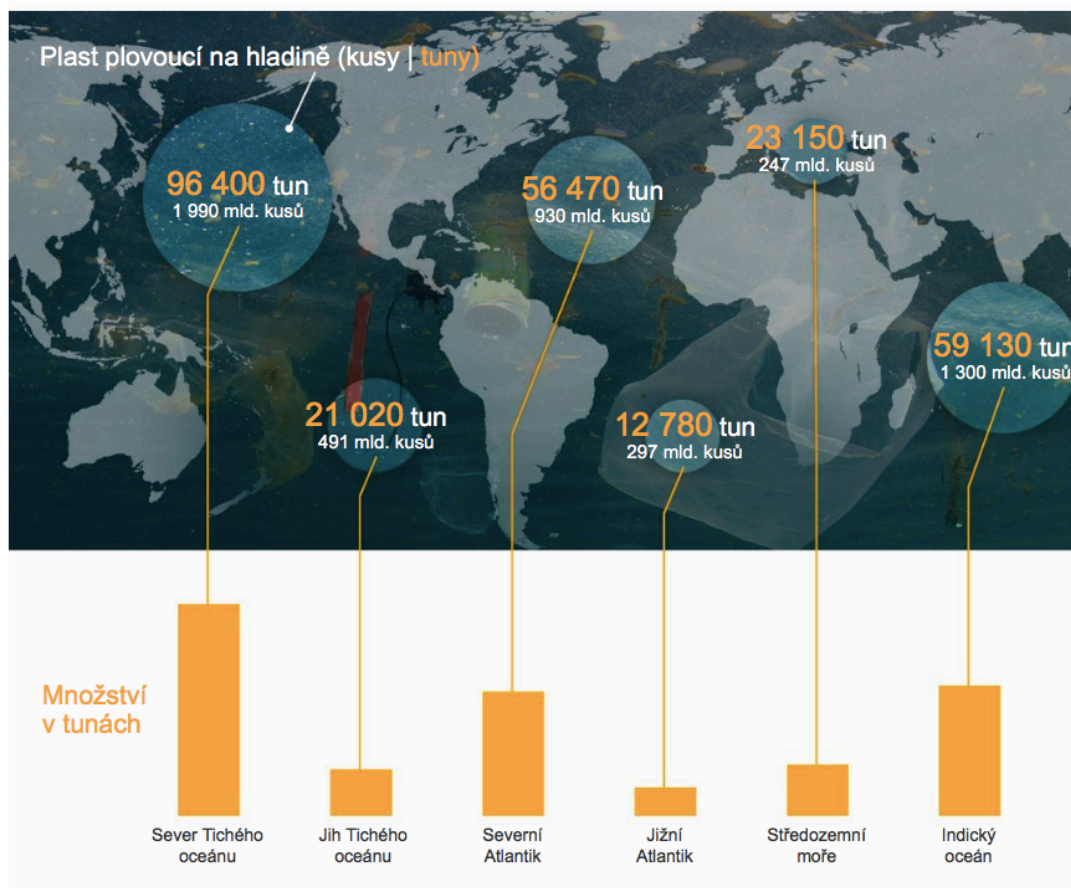 Plast plovoucí na hladině (kusy | tuny)
96 400 tun
1 990 mld. kusů
56 470 tun
930 mld. kusů
23 150 tun
247 mld. kusů
21 020 tun
491 mld. kusů
12 780 tun
297 mld. kusů
59 130 tun
1 300 mld. kusů
Množství
v tunách
Sever Tichého
oceánu
Jih Tichého
oceánu
Severní
Atlantik
Jižní
Atlantik
Středozemní
moře
Indický
oceán